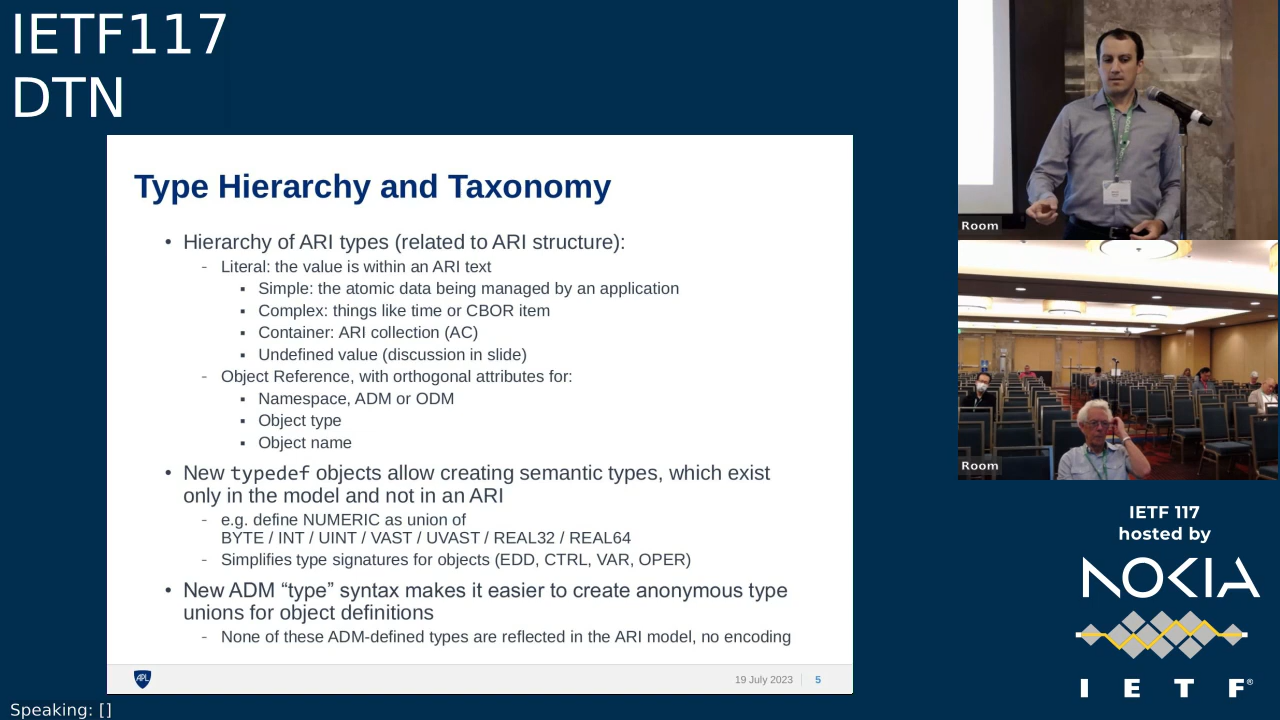 IETF117
DTN
Type Hierarchy and Taxonomy
• Hierarchy of ARI types (related to ARI structure):
- Literal: the value is within an ARI text
▪ Simple: the atomic data being managed by an application
▪ Complex: things like time or CBOR item
▪ Container: ARI collection (AC)
▪ Undefined value (discussion in slide)
- Object Reference, with orthogonal attributes for:
▪ Namespace, ADM or ODM
▪ Object type
▪ Object name
• New typedef objects allow creating semantic types, which exist
only in the model and not in an ARI
- e.g. define NUMERIC as union of
BYTE / INT / UINT / VAST / UVAST / REAL32 / REAL64
- Simplifies type signatures for objects (EDD, CTRL, VAR, OPER)
• New ADM “type” syntax makes it easier to create anonymous type
unions for object definitions
- None of these ADM-defined types are reflected in the ARI model, no encoding
APL
19 July 2023
5
Speaking: []
Room
Room
IETF 117
hosted by
NOKIA
I E T F®